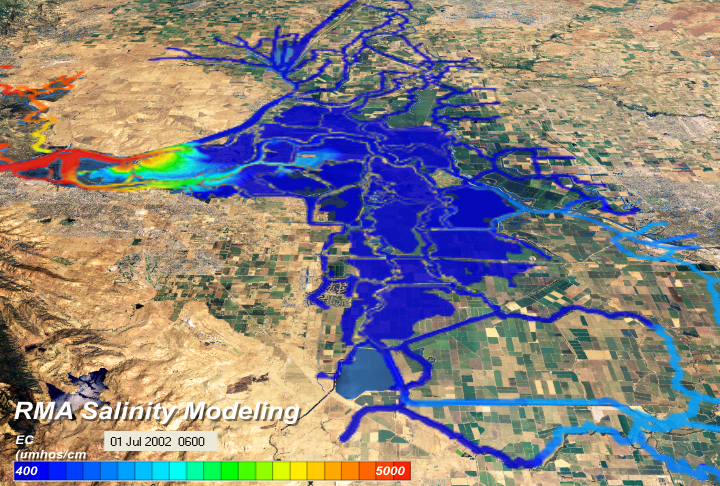 RMA Salinity Modeling
EC 01 Jul 2002 0600
(umhos/cm
400 5000